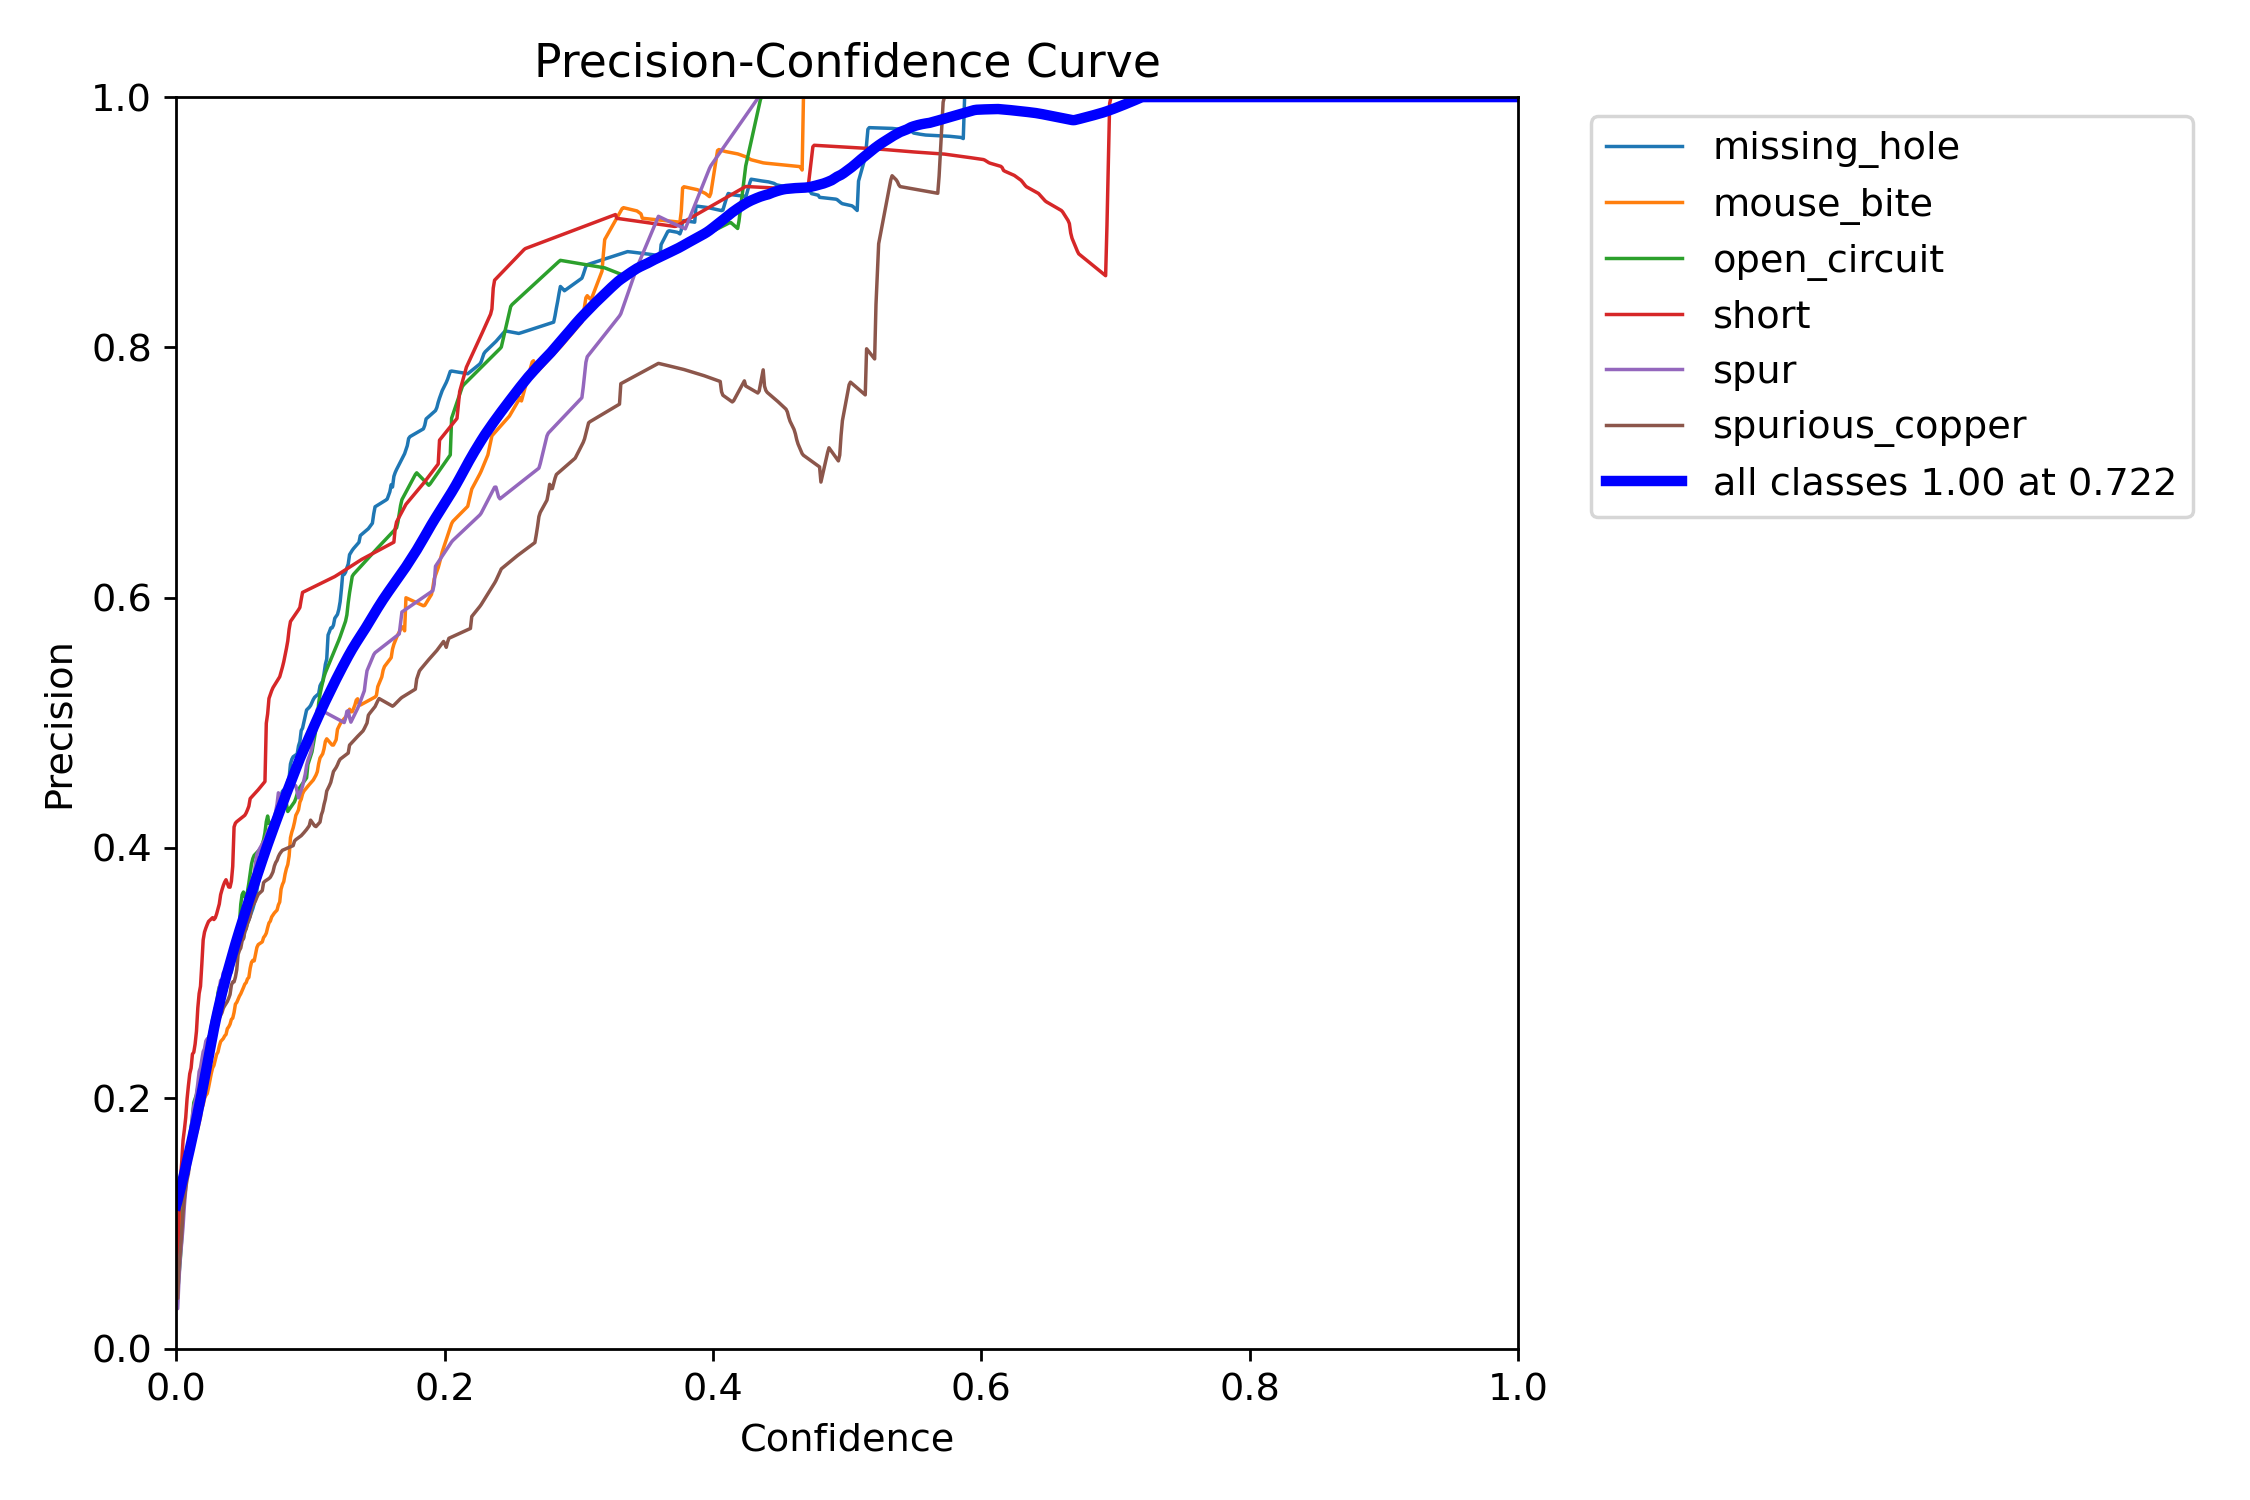 Precision-Confidence Curve
1.0
0.8
0.6
0.4
0.2
0.0
Precision
0.0 0.2 0.4 0.6 0.8 1.0
Confidence
missing_hole
mouse_bite
open_circuit
short
spur
spurious_copper
all classes 1.00 at 0.722